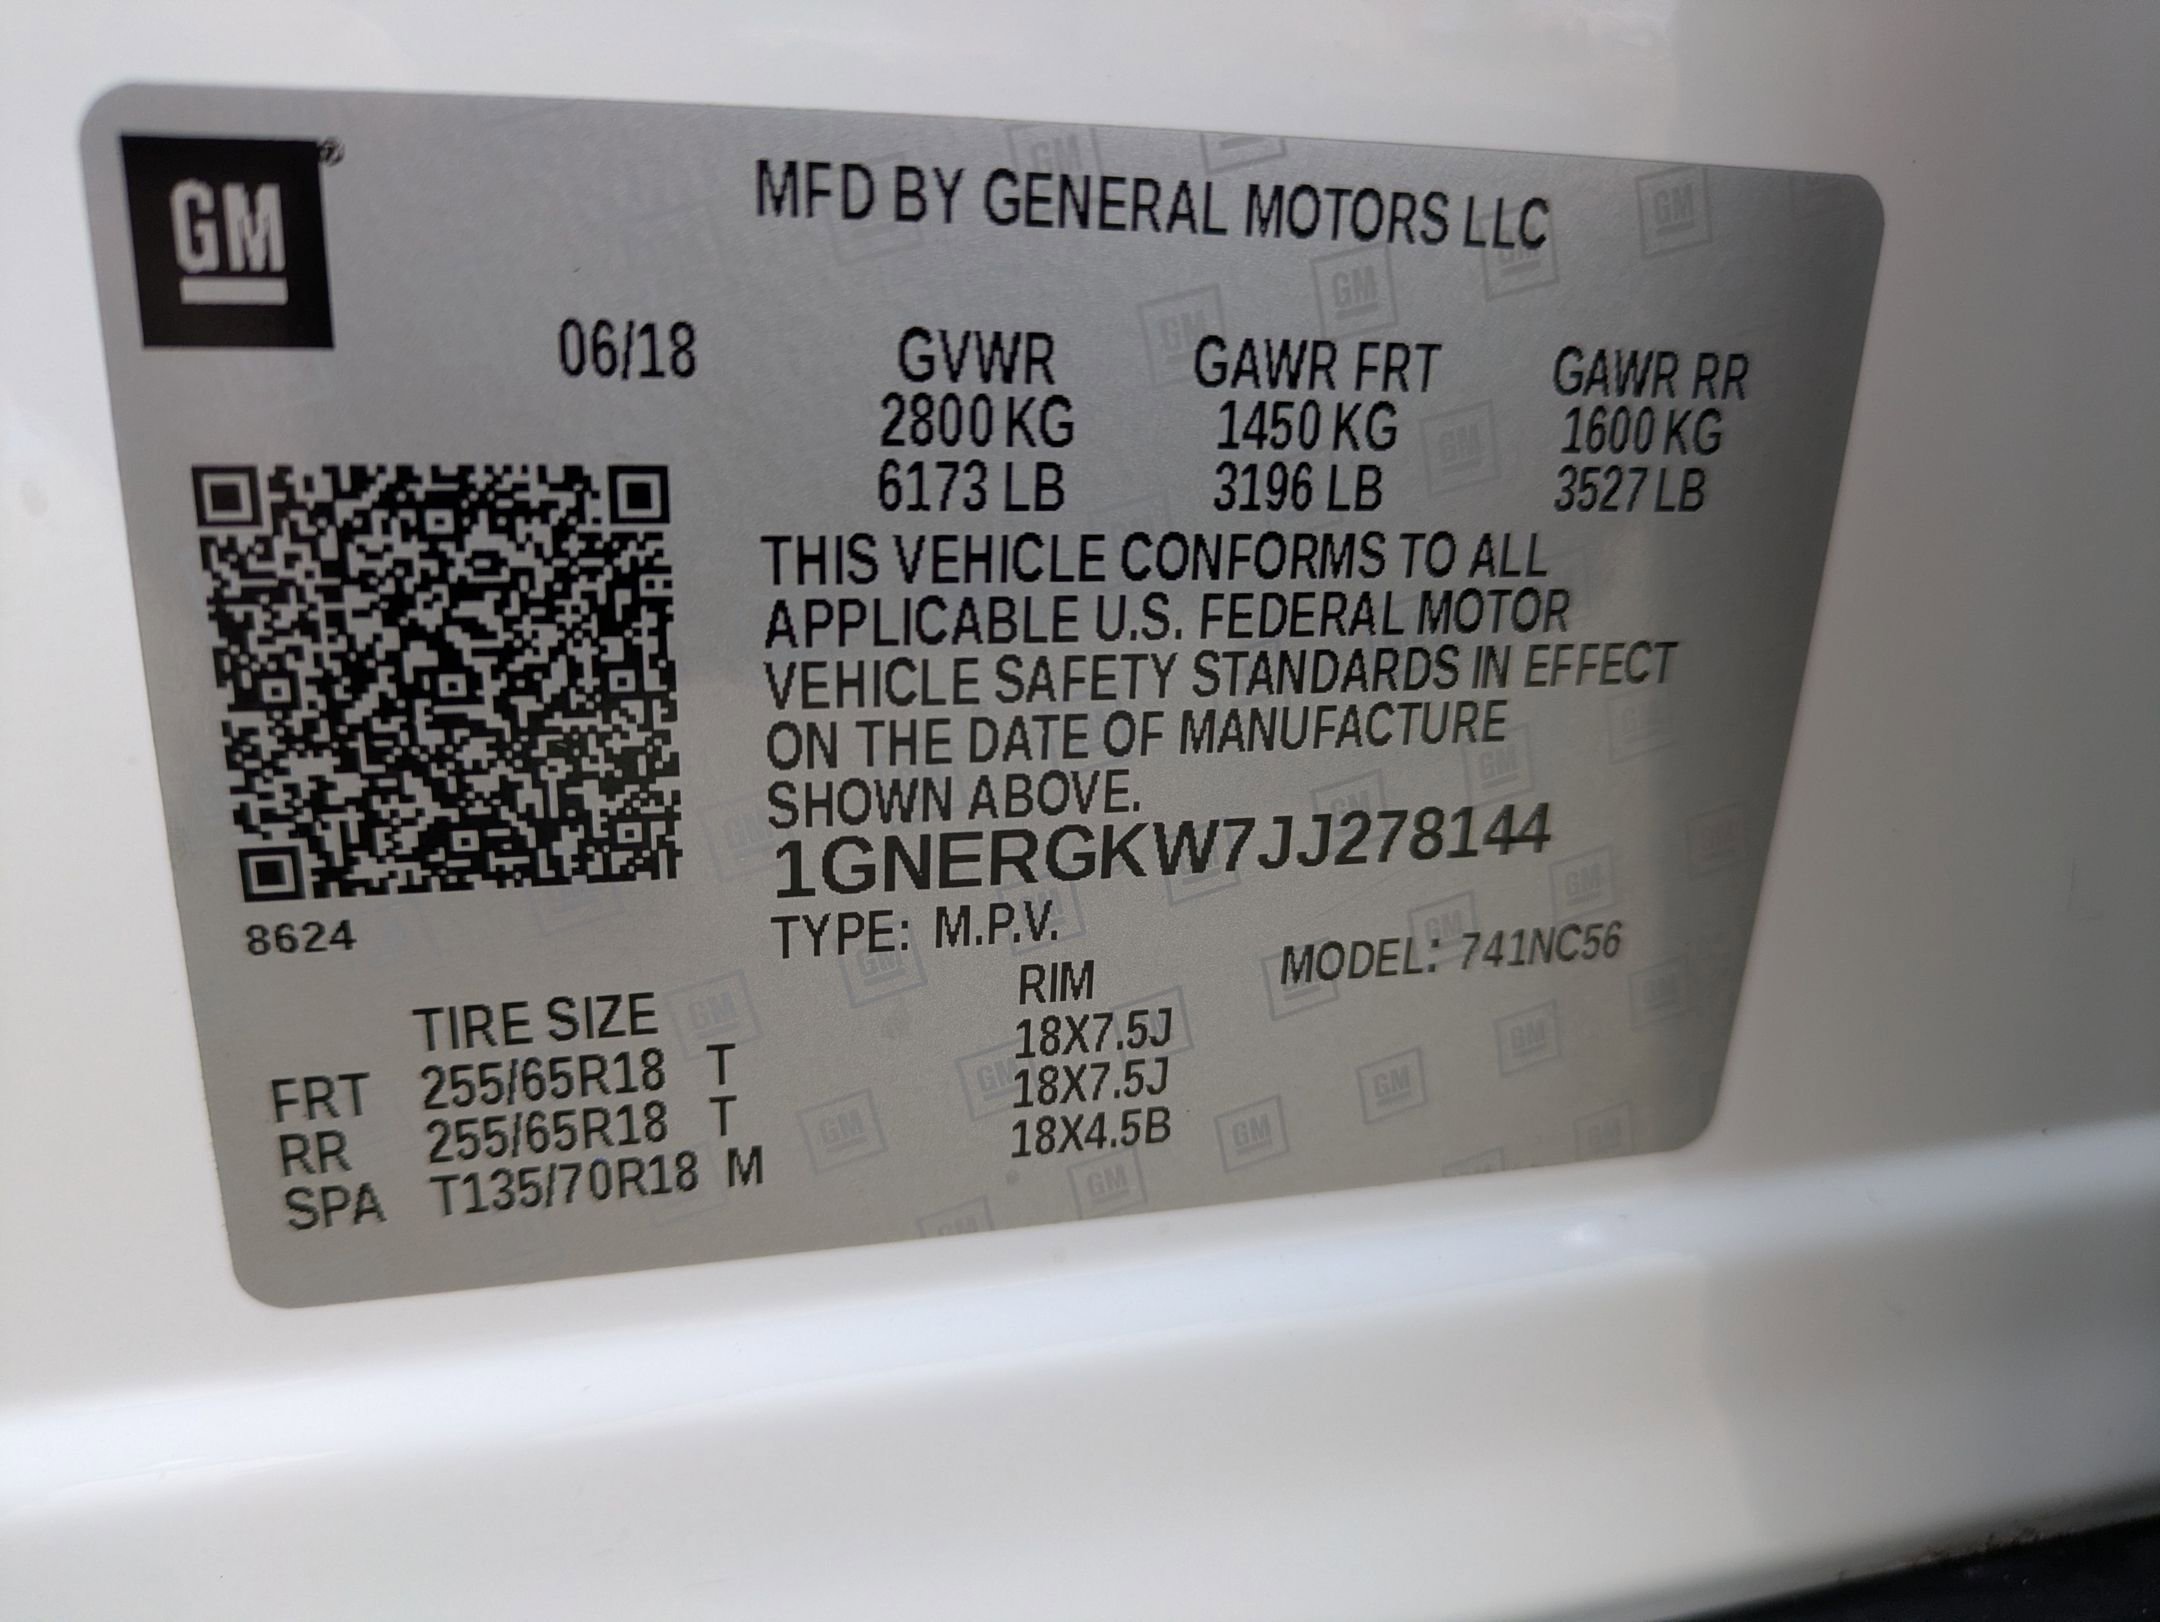 GM
MFD BY GENERAL MOTORS LLC
06/18 GVWR GAWR FRT GAWR RR
2800 KG 1450 KG 1600 KG
6173 LB 3196 LB 3527 LB
THIS VEHICLE CONFORMS TO ALL
APPLICABLE U.S. FEDERAL MOTOR
VEHICLE SAFETY STANDARDS IN EFFECT
ON THE DATE OF MANUFACTURE
SHOWN ABOVE.
1GNERGKW7JJ278144
8624
TYPE: M.P.V. MODEL: 741NC56
TIRE SIZE RIM
FRT 255/65R18 T 18X7.5J
RR 255/65R18 T 18X7.5J
SPA T135/70R18 M 18X4.5B